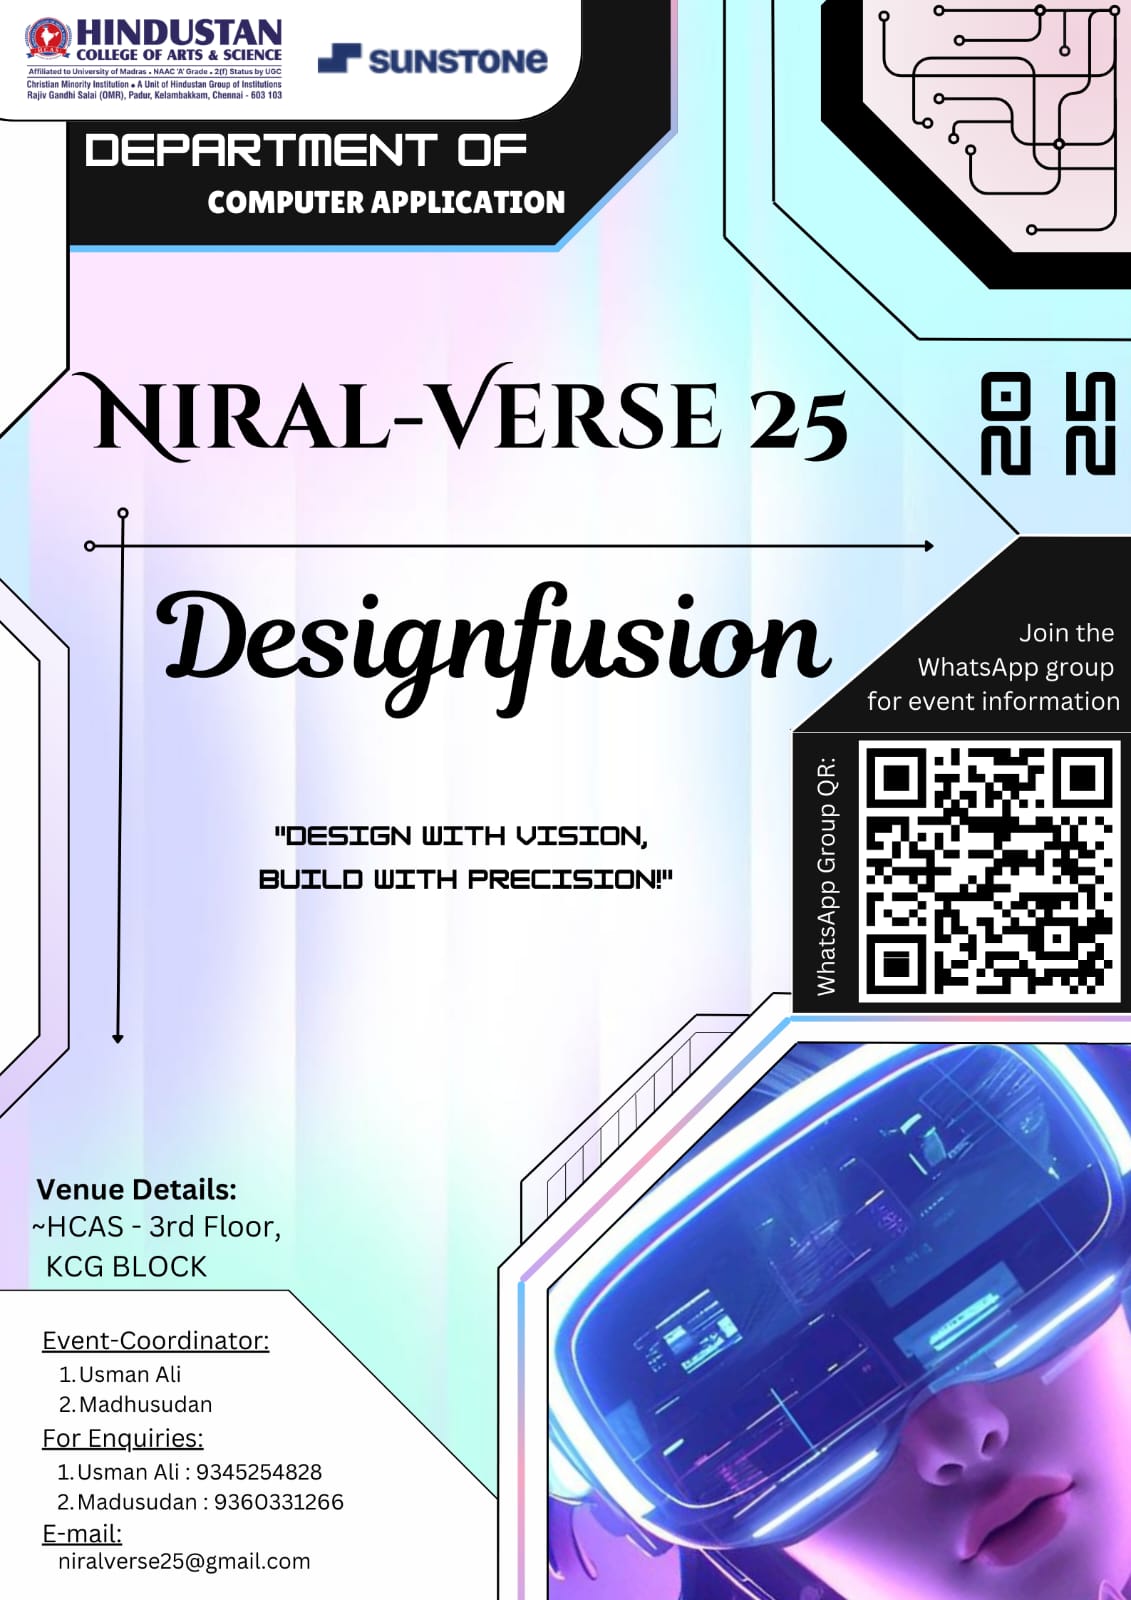 HINDUSTAN
COLLEGE OF ARTS & SCIENCE
Affiliated to University of Madras • NAAC 'A' Grade • 2(f) Status by UGC
Christian Minority Institution • A Unit of Hindustan Group of Institutions
Rajiv Gandhi Salai (OMR), Padur, Kelambakkam, Chennai - 603 103
SUNSTONE
DEPARTMENT OF
COMPUTER APPLICATION
NIRAL-VERSE 25
2025
Designfusion
Join the
WhatsApp group
for event information
WhatsApp Group QR:
"DESIGN WITH VISION,
BUILD WITH PRECISION!"
Venue Details:
~HCAS - 3rd Floor,
KCG BLOCK
Event-Coordinator:
1. Usman Ali
2. Madhusudan
For Enquiries:
1. Usman Ali : 9345254828
2. Madusudan : 9360331266
E-mail:
niralverse25@gmail.com